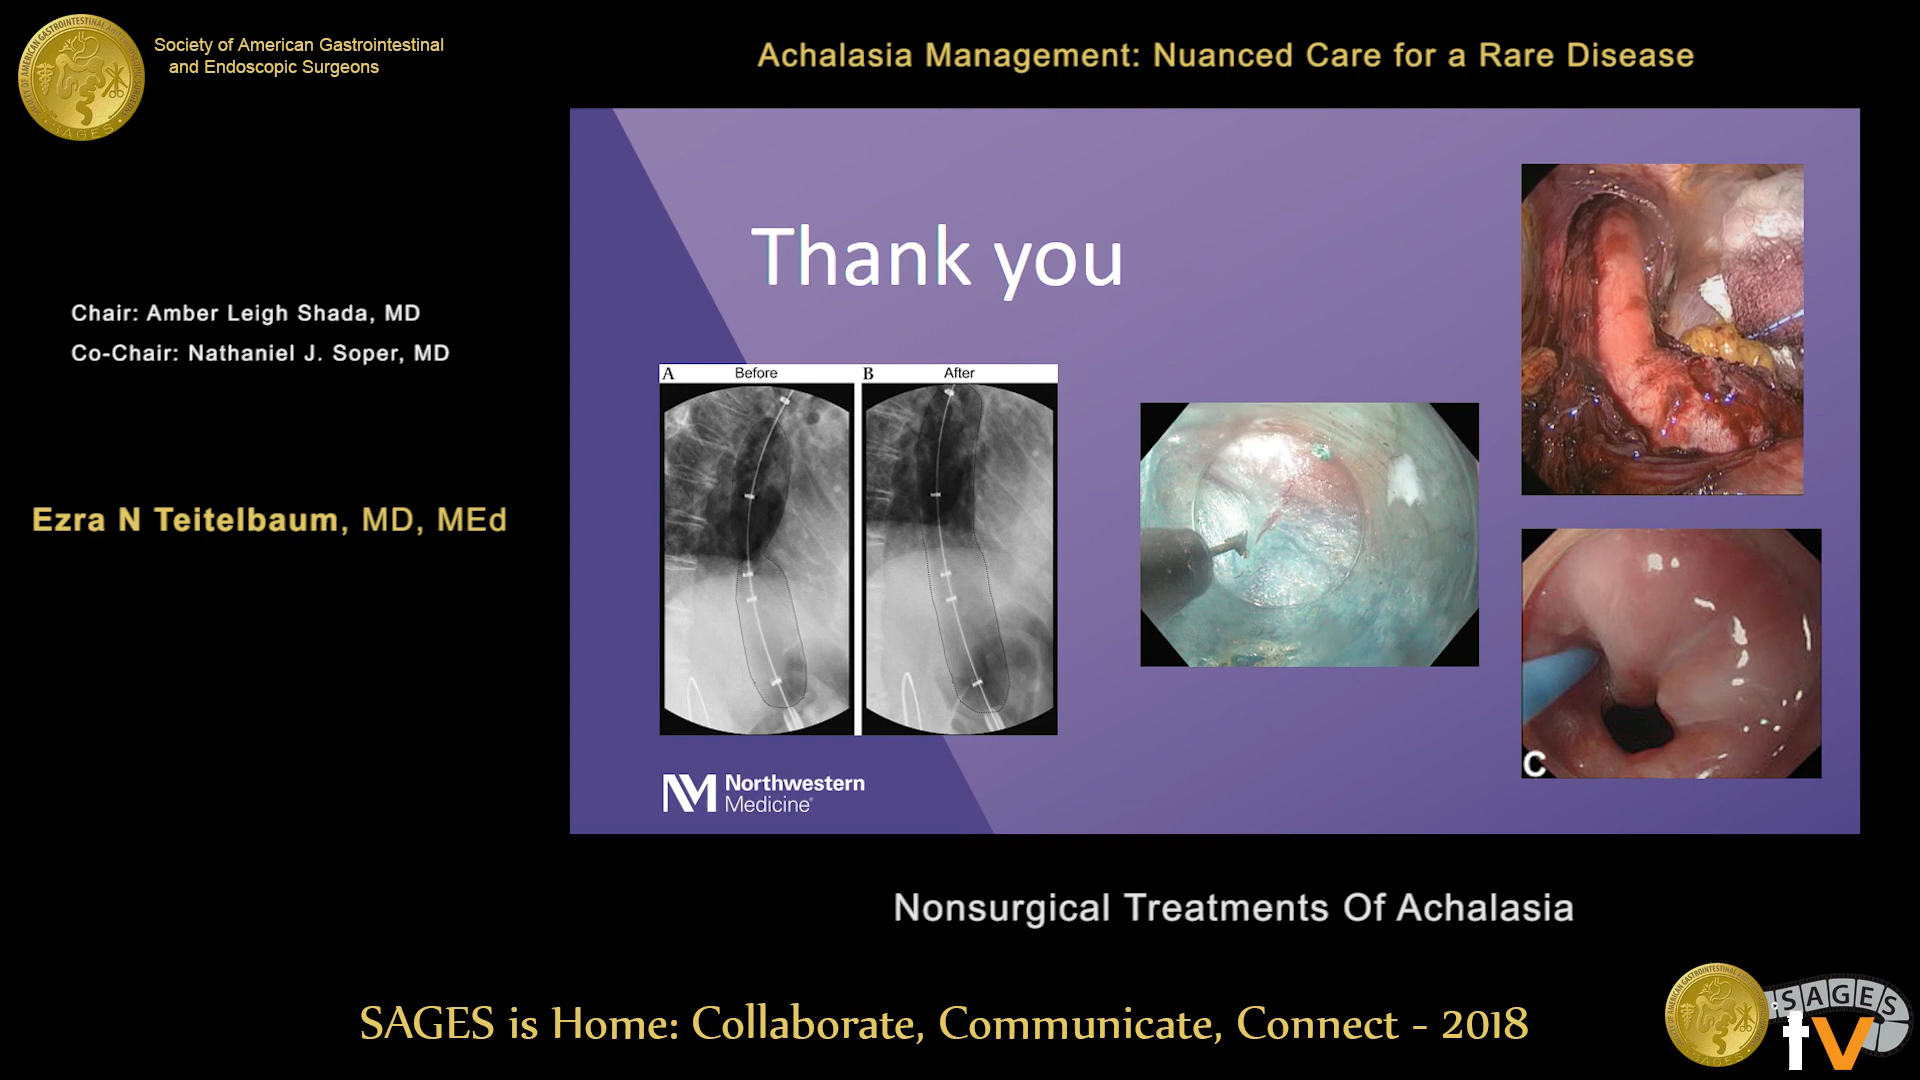 Society of American Gastrointestinal
and Endoscopic Surgeons
Achalasia Management: Nuanced Care for a Rare Disease
Chair: Amber Leigh Shada, MD
Co-Chair: Nathaniel J. Soper, MD
Ezra N Teitelbaum, MD, MEd
Thank you
A Before B After
C
Northwestern
Medicine
Nonsurgical Treatments Of Achalasia
SAGES is Home: Collaborate, Communicate, Connect - 2018
SAGES
tv